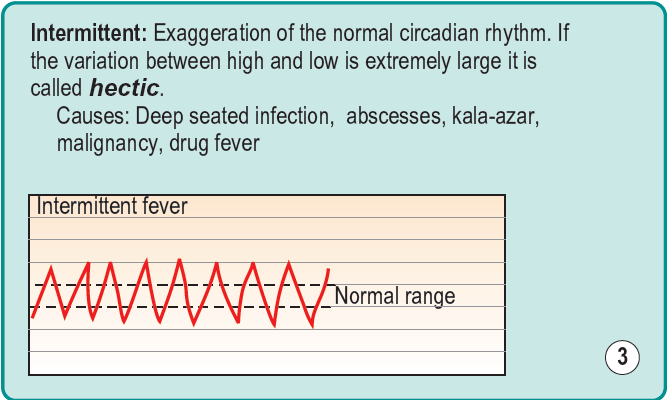 Intermittent: Exaggeration of the normal circadian rhythm. If
the variation between high and low is extremely large it is
called hectic.
Causes: Deep seated infection, abscesses, kala-azar,
malignancy, drug fever
Intermittent fever
Normal range
3